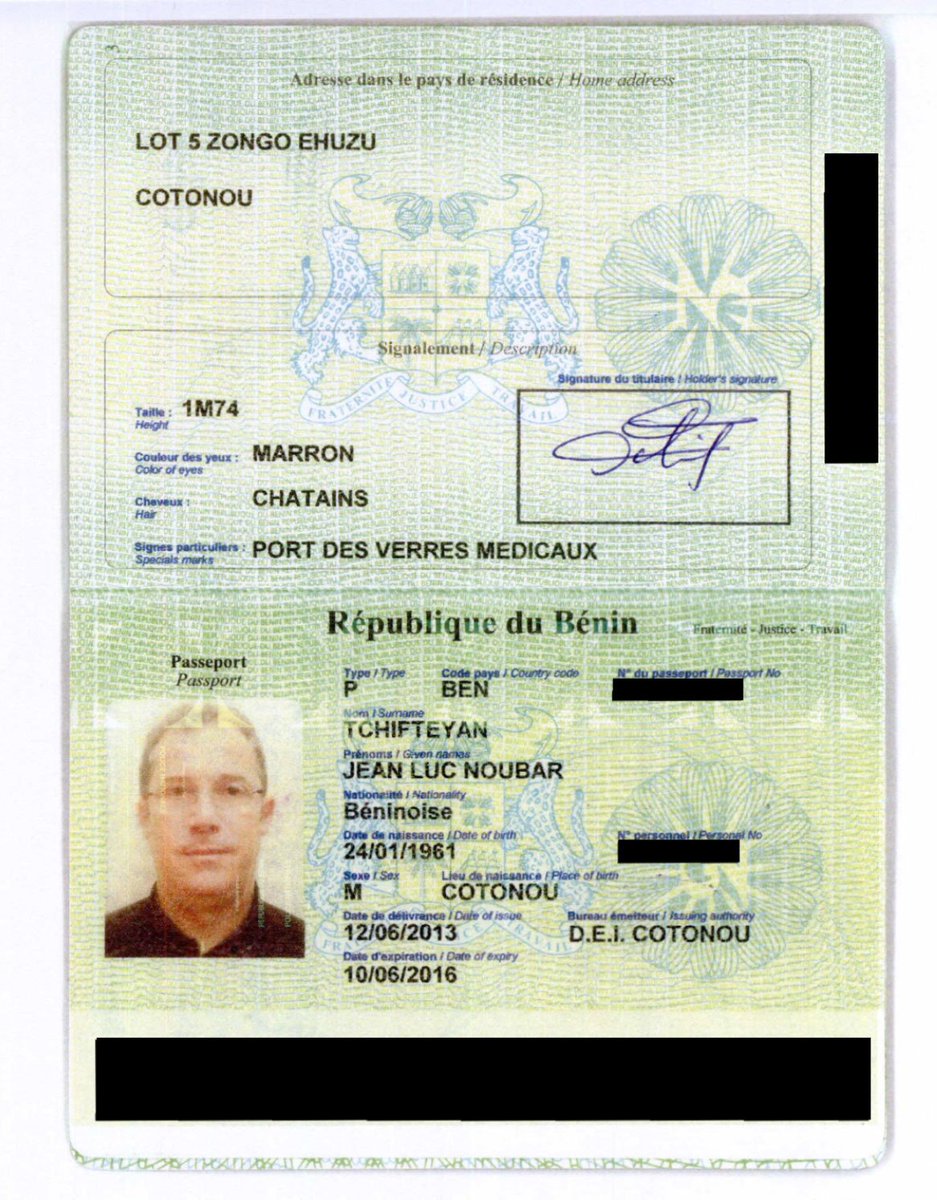 3
Adresse dans le pays de résidence / Home address
LOT 5 ZONGO EHUZU
COTONOU
Signalement / Description
FRATERNITÉ JUSTICE TRAVAIL
Signature du titulaire / Holder's signature
Taille : 1M74
Height
Couleur des yeux : MARRON
Color of eyes
Cheveux : CHATAINS
Hair
Signes particuliers : PORT DES VERRES MEDICAUX
Specials marks
République du Bénin
Fraternité - Justice - Travail
Passeport
Passport
Type / Type Code pays / Country code N° du passeport / Passport No
P BEN
Nom / Surname
TCHIFTEYAN
Prénoms / Given names
JEAN LUC NOUBAR
Nationalité / Nationality
Béninoise
Date de naissance / Date of birth N° personnel / Personal No
24/01/1961
Sexe / Sex Lieu de naissance / Place of birth
M COTONOU
Date de délivrance / Date of issue Bureau émetteur / Issuing authority
12/06/2013 D.E.I. COTONOU
Date d'expiration / Date of expiry
10/06/2016